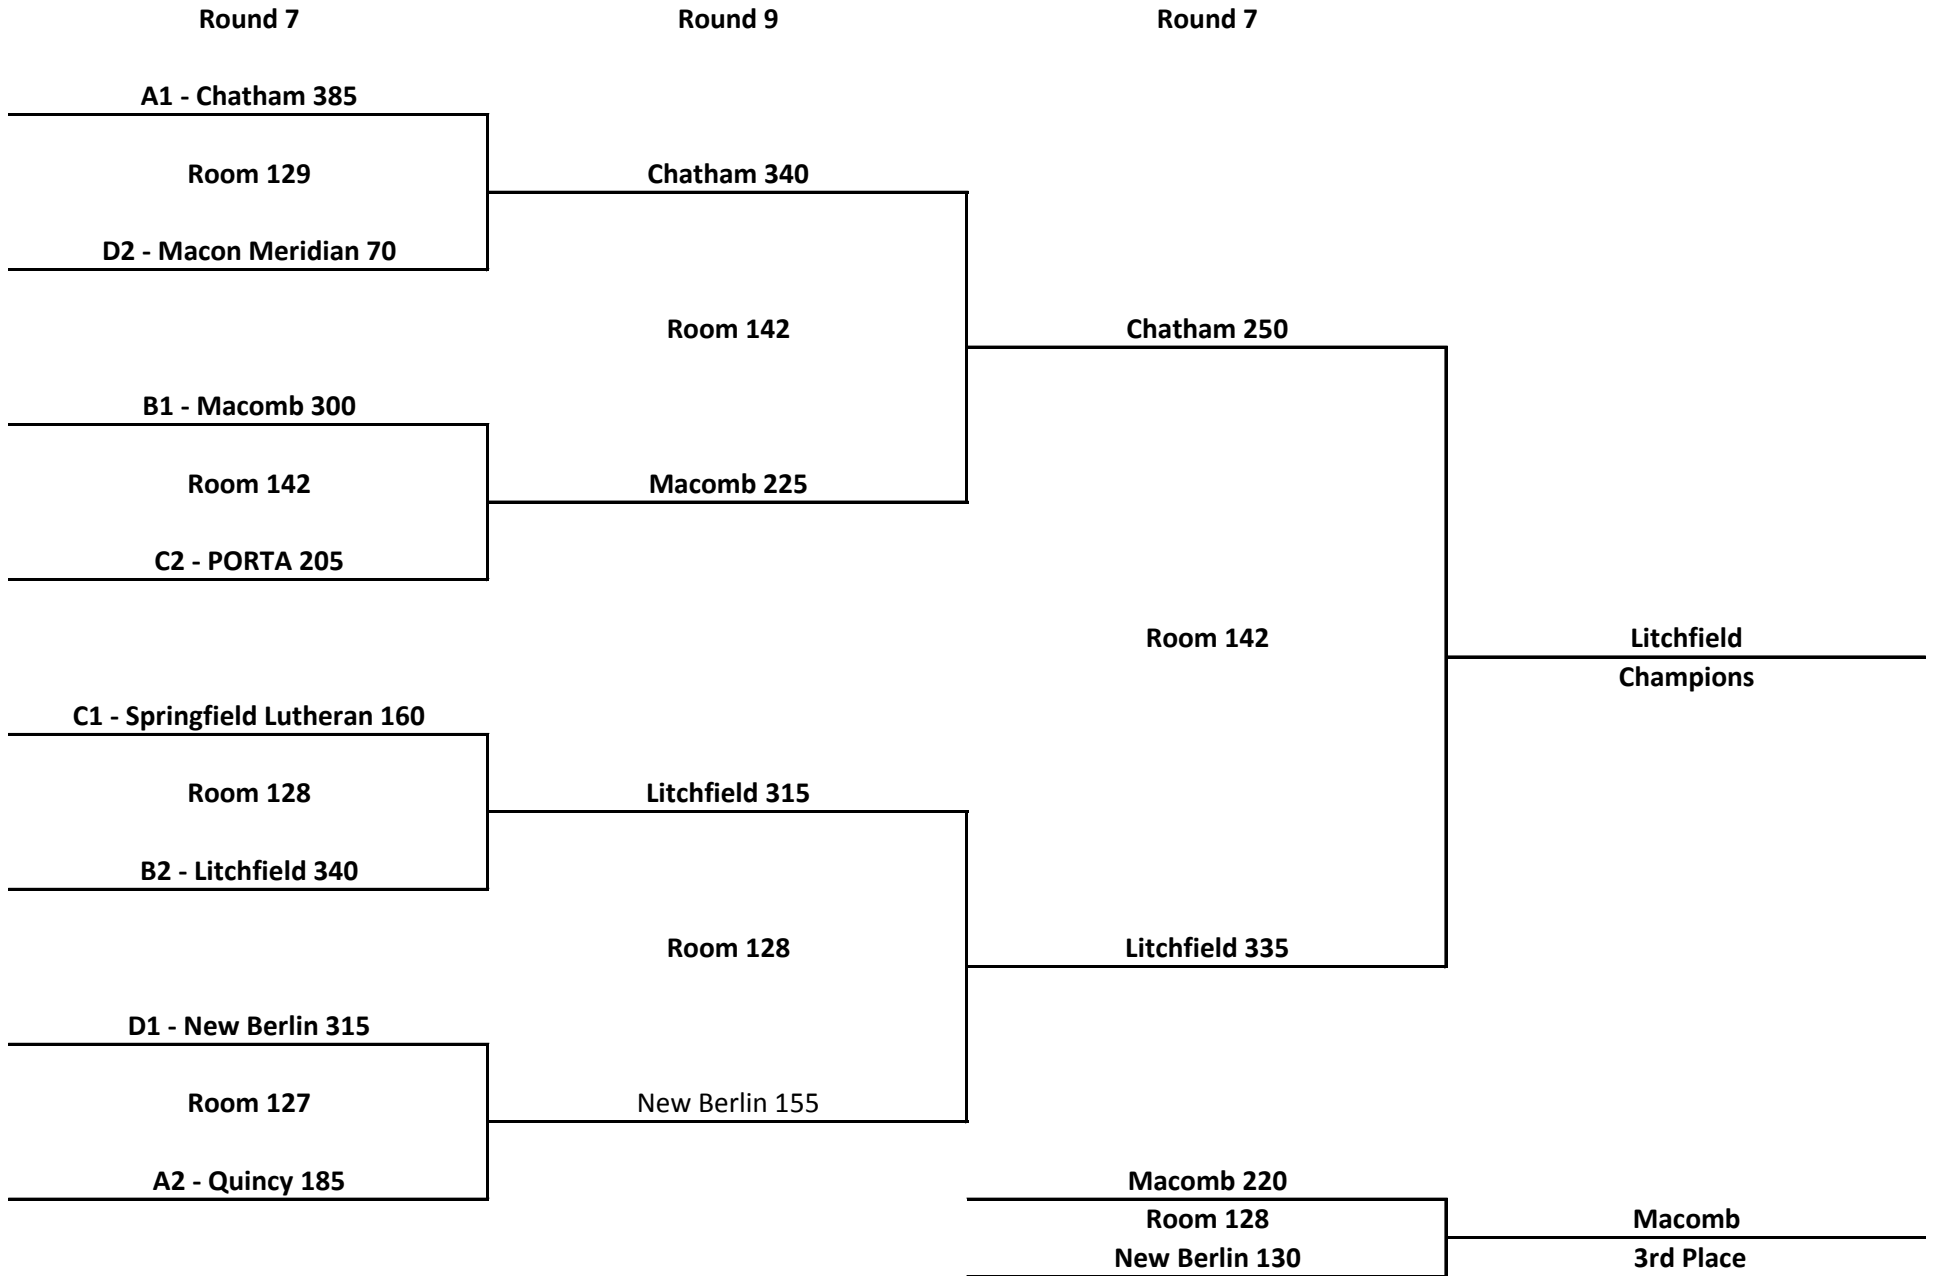 Round 7 Round 9 Round 7
A1 - Chatham 385
Room 129 Chatham 340
D2 - Macon Meridian 70
Room 142 Chatham 250
B1 - Macomb 300
Room 142 Macomb 225
C2 - PORTA 205
Room 142 Litchfield
Champions
C1 - Springfield Lutheran 160
Room 128 Litchfield 315
B2 - Litchfield 340
Room 128 Litchfield 335
D1 - New Berlin 315
Room 127 New Berlin 155
A2 - Quincy 185 Macomb 220
Room 128 Macomb
New Berlin 130 3rd Place